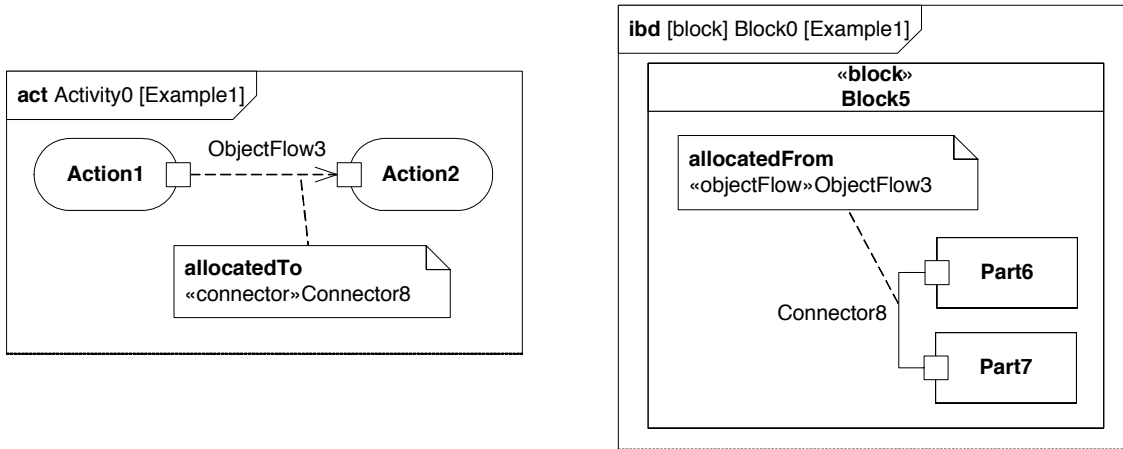 act Activity0 [Example1]
ObjectFlow3
Action1
Action2
allocatedTo
«connector»Connector8
ibd [block] Block0 [Example1]
«block»
Block5
allocatedFrom
«objectFlow»ObjectFlow3
Part6
Connector8
Part7